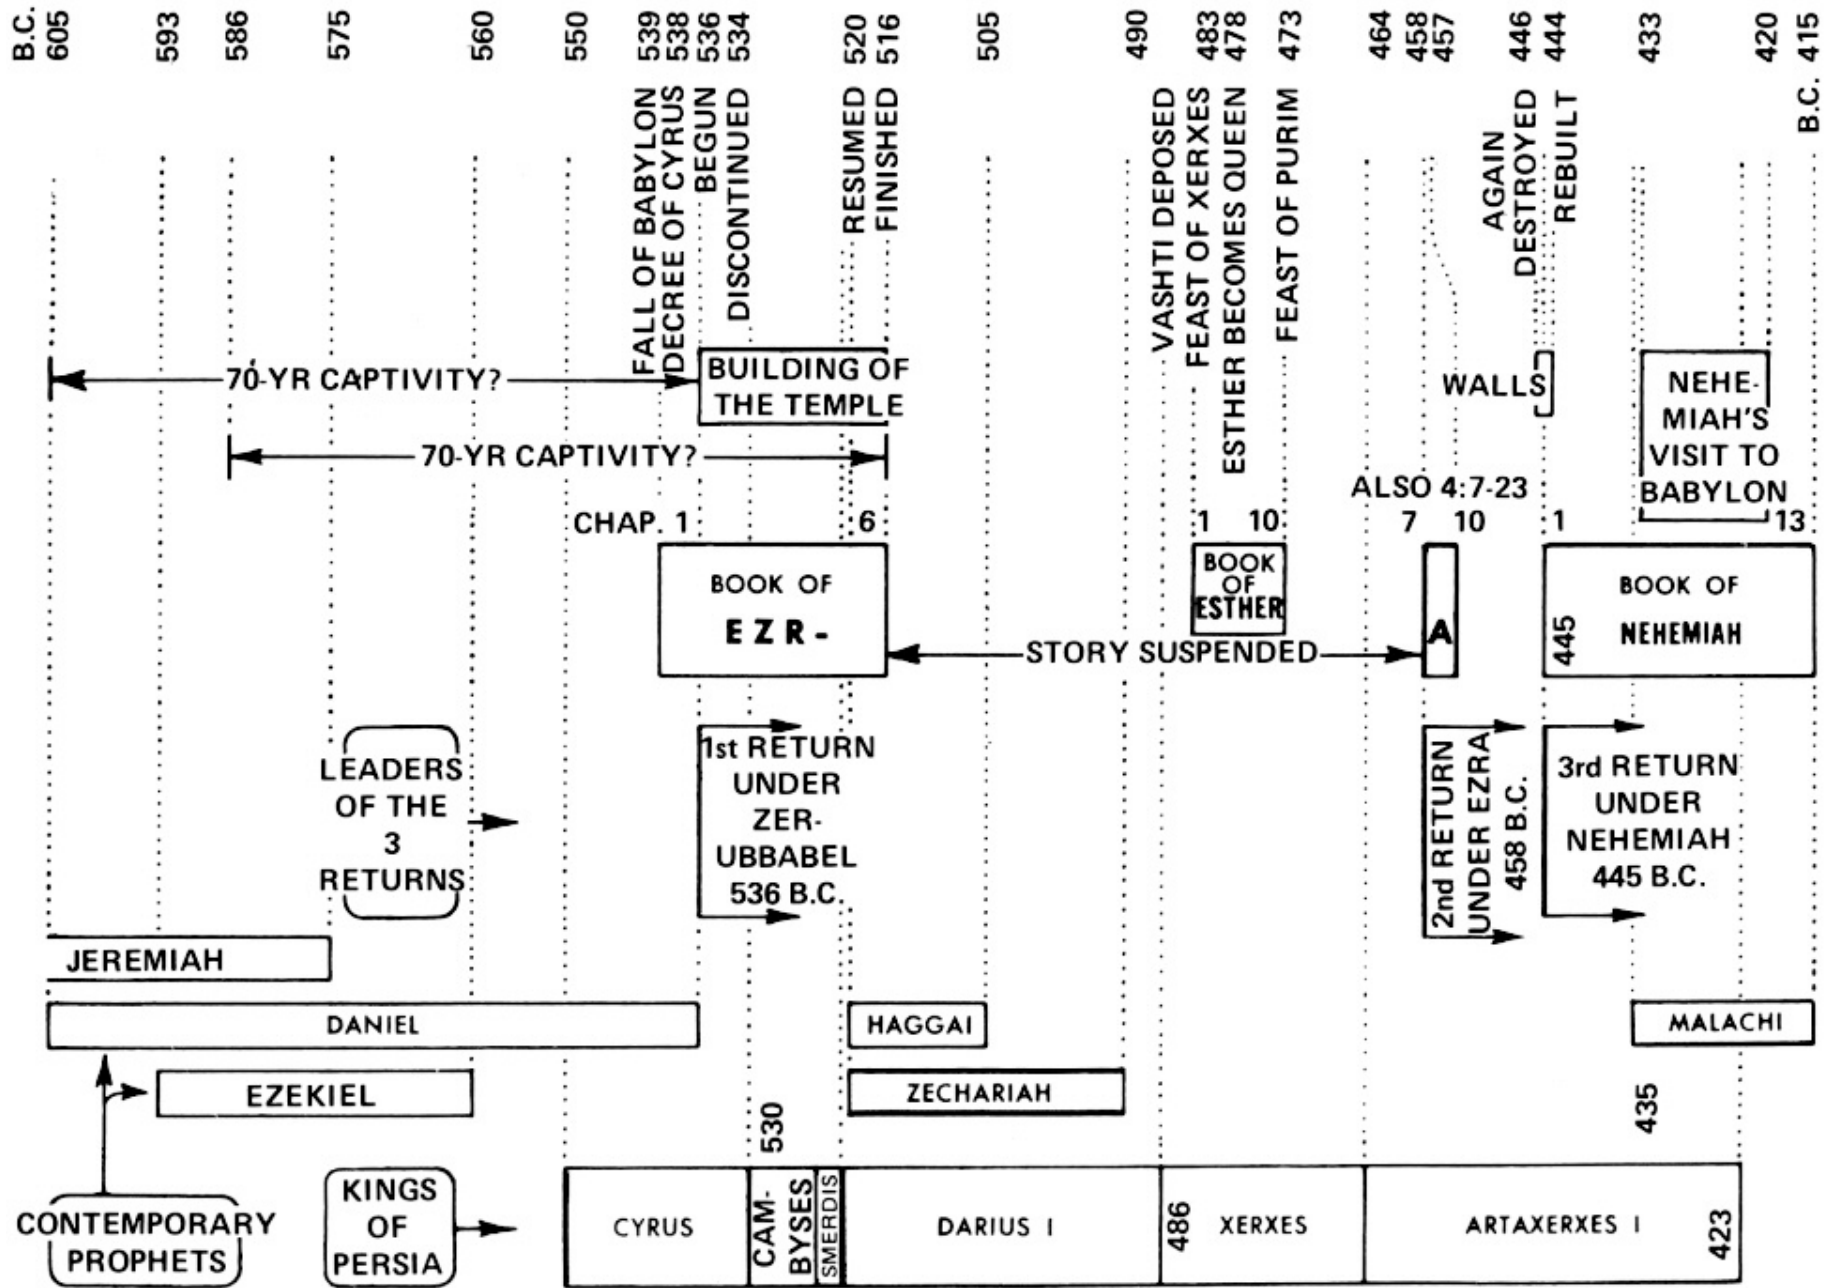 B.C.
605
593
586
575
560
550
539
538
536
534
520
516
505
490
483
478
473
464
458
457
446
444
433
420
415
B.C.
FALL OF BABYLON
DECREE OF CYRUS
BEGUN
DISCONTINUED
RESUMED
FINISHED
VASHTI DEPOSED
FEAST OF XERXES
ESTHER BECOMES QUEEN
FEAST OF PURIM
AGAIN
DESTROYED
REBUILT
70-YR CAPTIVITY?
BUILDING OF
THE TEMPLE
WALLS
NEHE-
MIAH'S
VISIT TO
BABYLON
70-YR CAPTIVITY?
ALSO 4:7-23
CHAP. 1
6
1
10
7
10
1
13
BOOK OF
EZR-
BOOK
OF
ESTHER
STORY SUSPENDED
A
445
BOOK OF
NEHEMIAH
LEADERS
OF THE
3
RETURNS
1st RETURN
UNDER
ZER-
UBBABEL
536 B.C.
2nd RETURN
UNDER EZRA
458 B.C.
3rd RETURN
UNDER
NEHEMIAH
445 B.C.
JEREMIAH
DANIEL
HAGGAI
MALACHI
EZEKIEL
ZECHARIAH
530
435
CONTEMPORARY
PROPHETS
KINGS
OF
PERSIA
CYRUS
CAM-
BYSES
SMERDIS
DARIUS I
486
XERXES
ARTAXERXES I
423